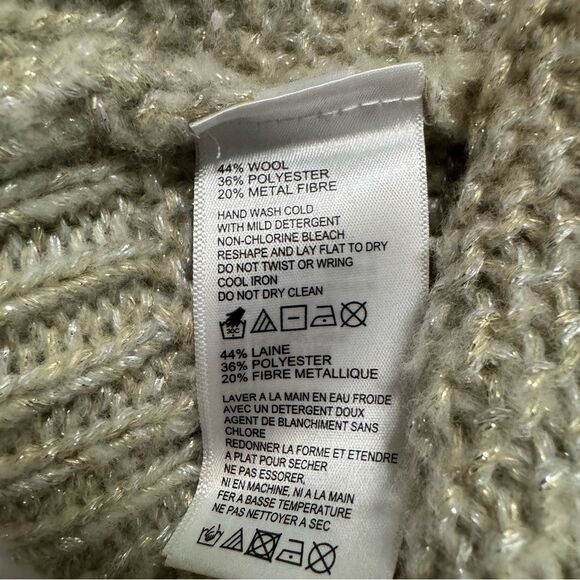 44% WOOL
36% POLYESTER
20% METAL FIBRE
HAND WASH COLD
WITH MILD DETERGENT
NON-CHLORINE BLEACH
RESHAPE AND LAY FLAT TO DRY
DO NOT TWIST OR WRING
COOL IRON
DO NOT DRY CLEAN
30C
44% LAINE
36% POLYESTER
20% FIBRE METALLIQUE
LAVER A LA MAIN EN EAU FROIDE
AVEC UN DETERGENT DOUX
AGENT DE BLANCHIMENT SANS
CHLORE
REDONNER LA FORME ET ETENDRE
A PLAT POUR SECHER
NE PAS ESSORER,
NI EN MACHINE, NI A LA MAIN
FER A BASSE TEMPERATURE
NE PAS NETTOYER A SEC